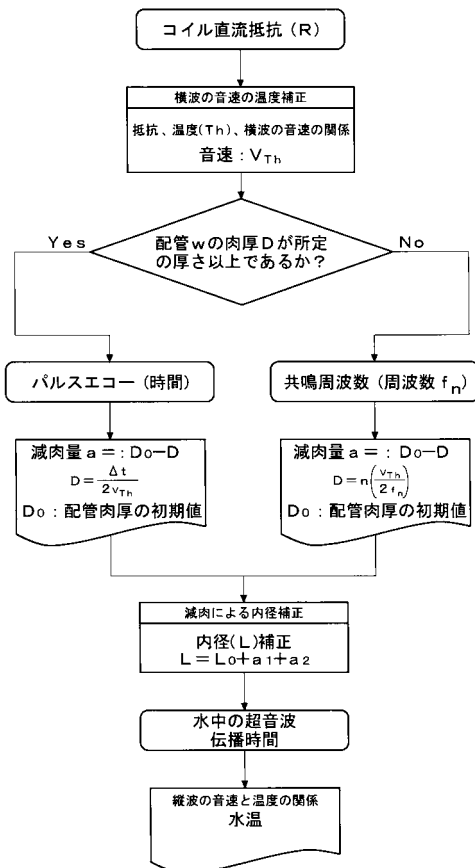 コイル直流抵抗（R）
横波の音速の温度補正
抵抗、温度(Th)、横波の音速の関係
音速：V_Th
Yes
No
配管wの肉厚Dが所定
の厚さ以上であるか？
パルスエコー（時間）
共鳴周波数（周波数 f_n）
減肉量a＝：D₀−D
D＝Δt/2v_Th
D₀：配管肉厚の初期値
減肉量a＝：D₀−D
D＝n(v_Th/2f_n)
D₀：配管肉厚の初期値
減肉による内径補正
内径(L)補正
L＝L₀＋a₁＋a₂
水中の超音波
伝播時間
縦波の音速と温度の関係
水温